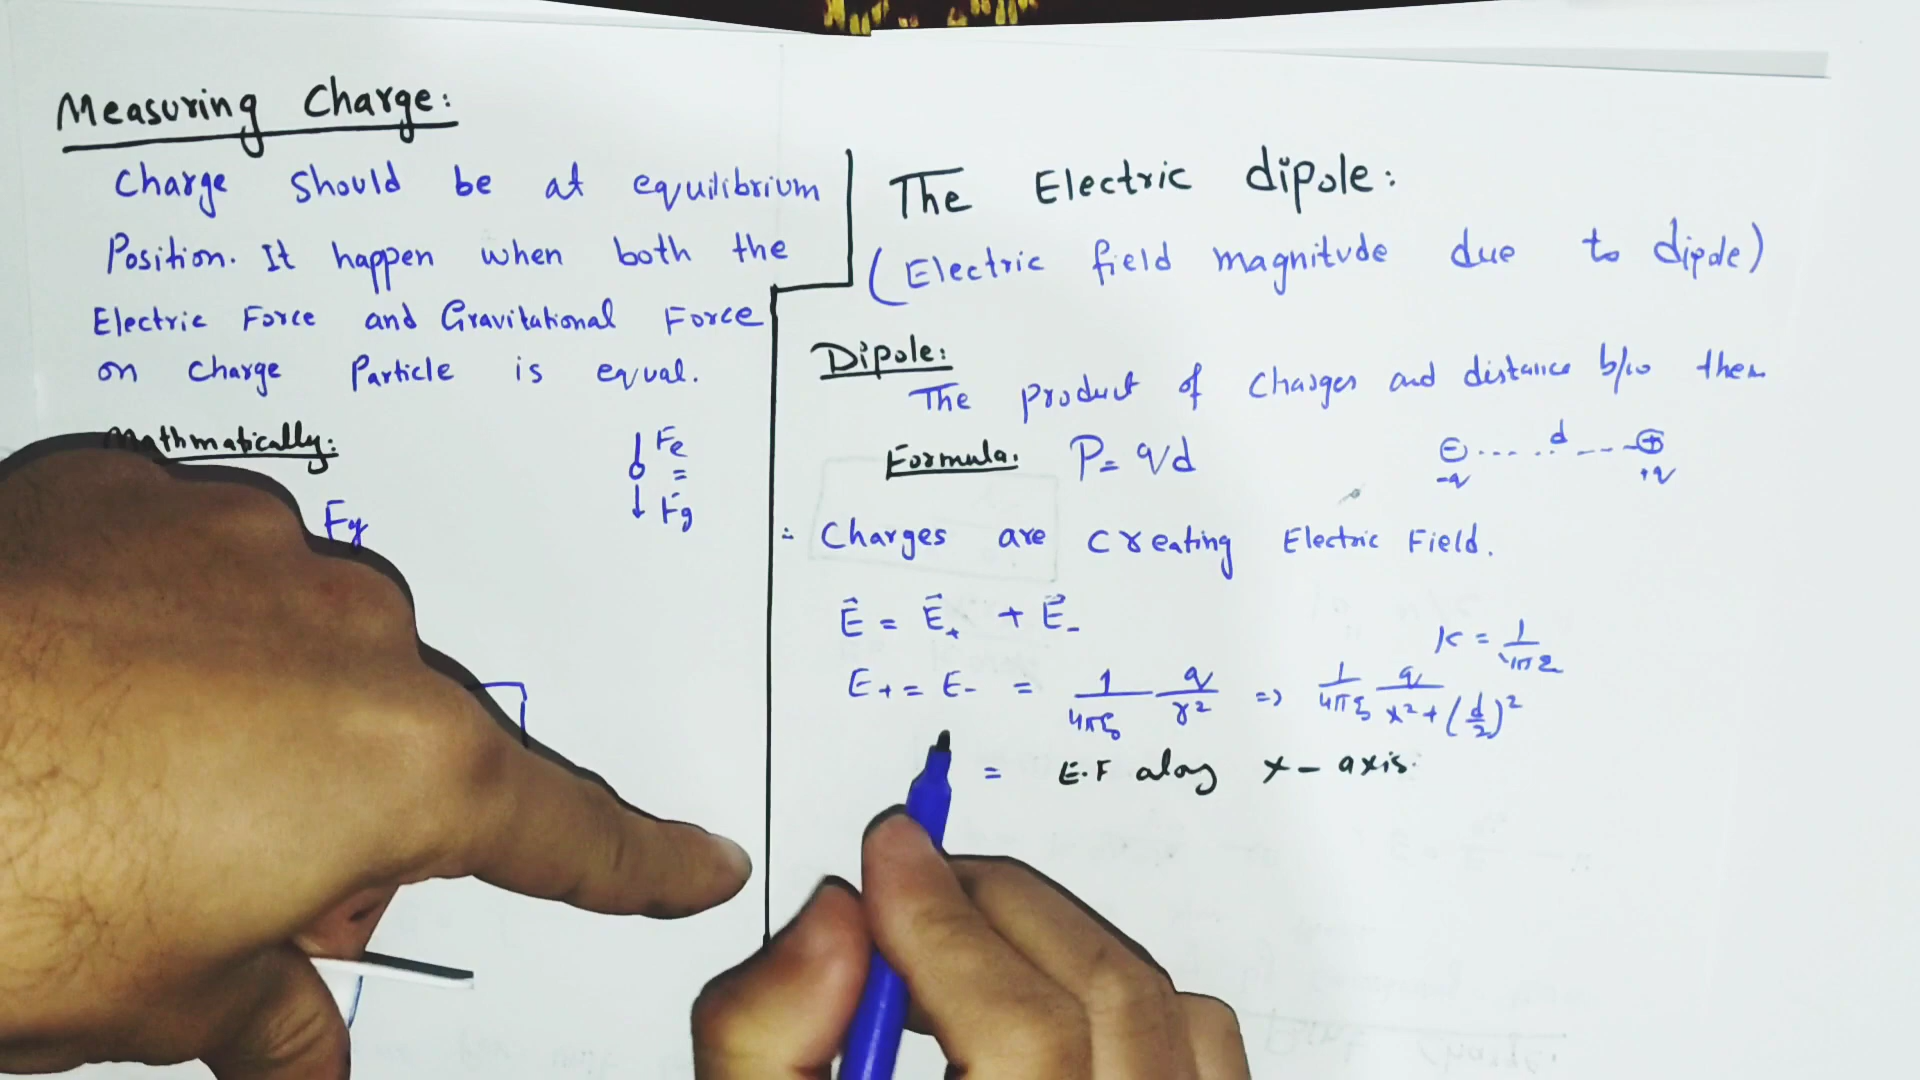 Measuring Charge:
Charge should be at equilibrium
Position. It happen when both the
Electric Force and Gravitational Force
on charge Particle is equal.
Mathmatically:
Fe
=
Fg
Fg
The Electric dipole:
(Electric field magnitude due to dipole)
Dipole:
The product of Charges and distance b/w them
Formula. P = qd
⊖ ..... d --- ⊕
-q +q
∴ Charges are creating Electric Field.
E⃗ = E⃗₊ + E⃗₋
K = 1/4πε
E₊ = E₋ = 1/4πε₀ q/r² => 1/4πε q/x²+(d/2)²
= E.F along x-axis.